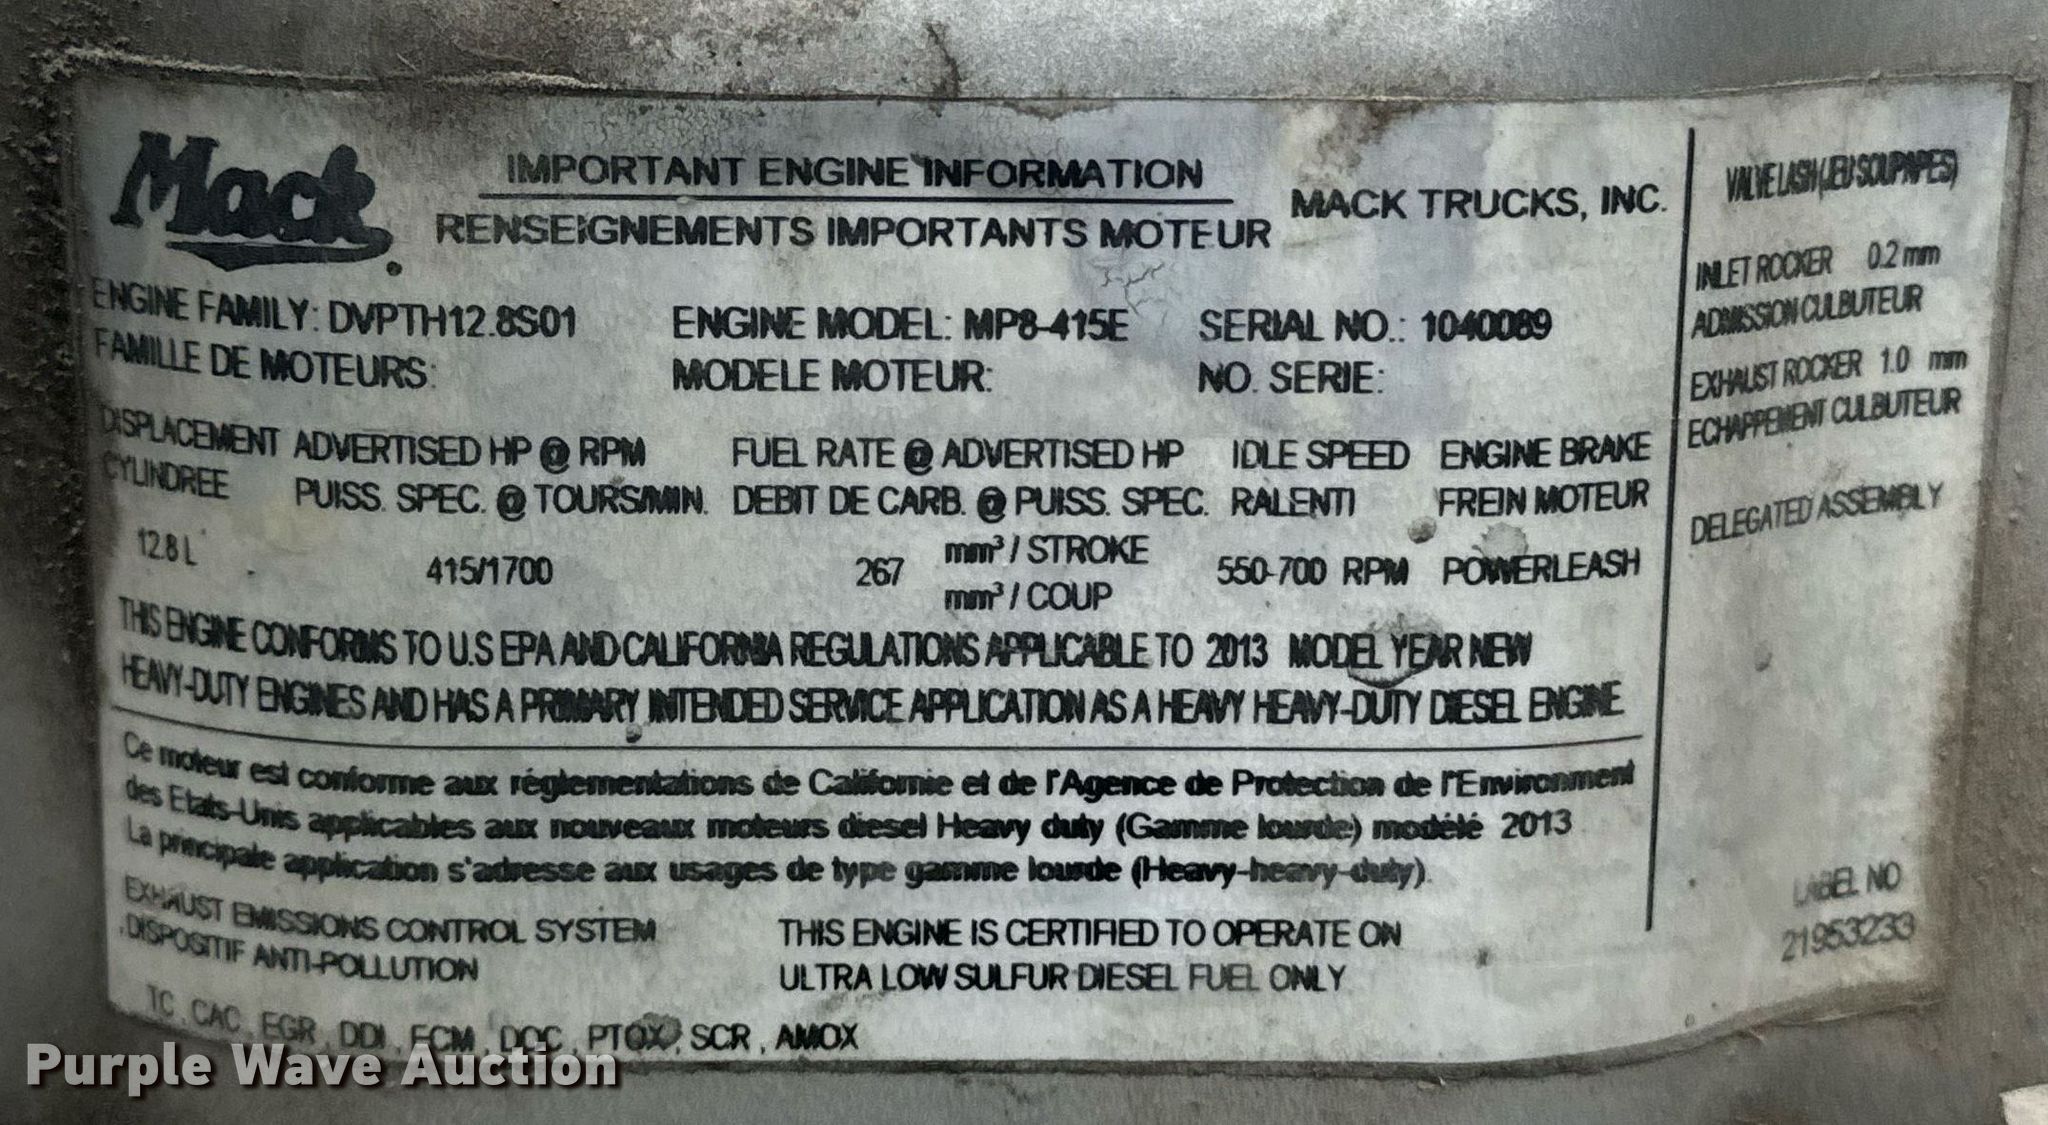 Mack
IMPORTANT ENGINE INFORMATION
RENSEIGNEMENTS IMPORTANTS MOTEUR
MACK TRUCKS, INC.
ENGINE FAMILY: DVPTH12.8S01 ENGINE MODEL: MP8-415E SERIAL NO.: 1040089
FAMILLE DE MOTEURS: MODELE MOTEUR: NO. SERIE:
DISPLACEMENT ADVERTISED HP @ RPM FUEL RATE @ ADVERTISED HP IDLE SPEED ENGINE BRAKE
CYLINDREE PUISS. SPEC. @ TOURS/MIN. DEBIT DE CARB. @ PUISS. SPEC. RALENTI FREIN MOTEUR
12.8 L 415/1700 267 mm³ / STROKE 550-700 RPM POWERLEASH
mm³ / COUP
THIS ENGINE CONFORMS TO U.S EPA AND CALIFORNIA REGULATIONS APPLICABLE TO 2013 MODEL YEAR NEW
HEAVY-DUTY ENGINES AND HAS A PRIMARY INTENDED SERVICE APPLICATION AS A HEAVY HEAVY-DUTY DIESEL ENGINE
Ce moteur est conforme aux réglementations de Californie et de l'Agence de Protection de l'Environment
des Etats-Unis applicables aux nouveaux moteurs diesel Heavy duty (Gamme lourde) modélé 2013
La principale application s'adresse aux usages de type gamme lourde (Heavy-heavy-duty).
EXHAUST EMISSIONS CONTROL SYSTEM
DISPOSITIF ANTI-POLLUTION
THIS ENGINE IS CERTIFIED TO OPERATE ON
ULTRA LOW SULFUR DIESEL FUEL ONLY
TC, CAC, EGR, DDI, ECM, DOC, PTOX, SCR, AMOX
VALVE LASH (JEU SOUPAPES)
INLET ROCKER 0.2 mm
ADMISSION CULBUTEUR
EXHAUST ROCKER 1.0 mm
ECHAPPEMENT CULBUTEUR
DELEGATED ASSEMBLY
LABEL NO
21953233
Purple Wave Auction